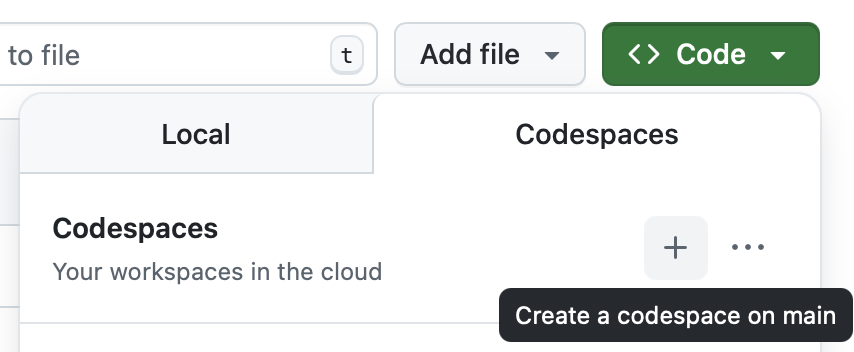 to file
t
Add file
<> Code
Local
Codespaces
Codespaces
Your workspaces in the cloud
Create a codespace on main